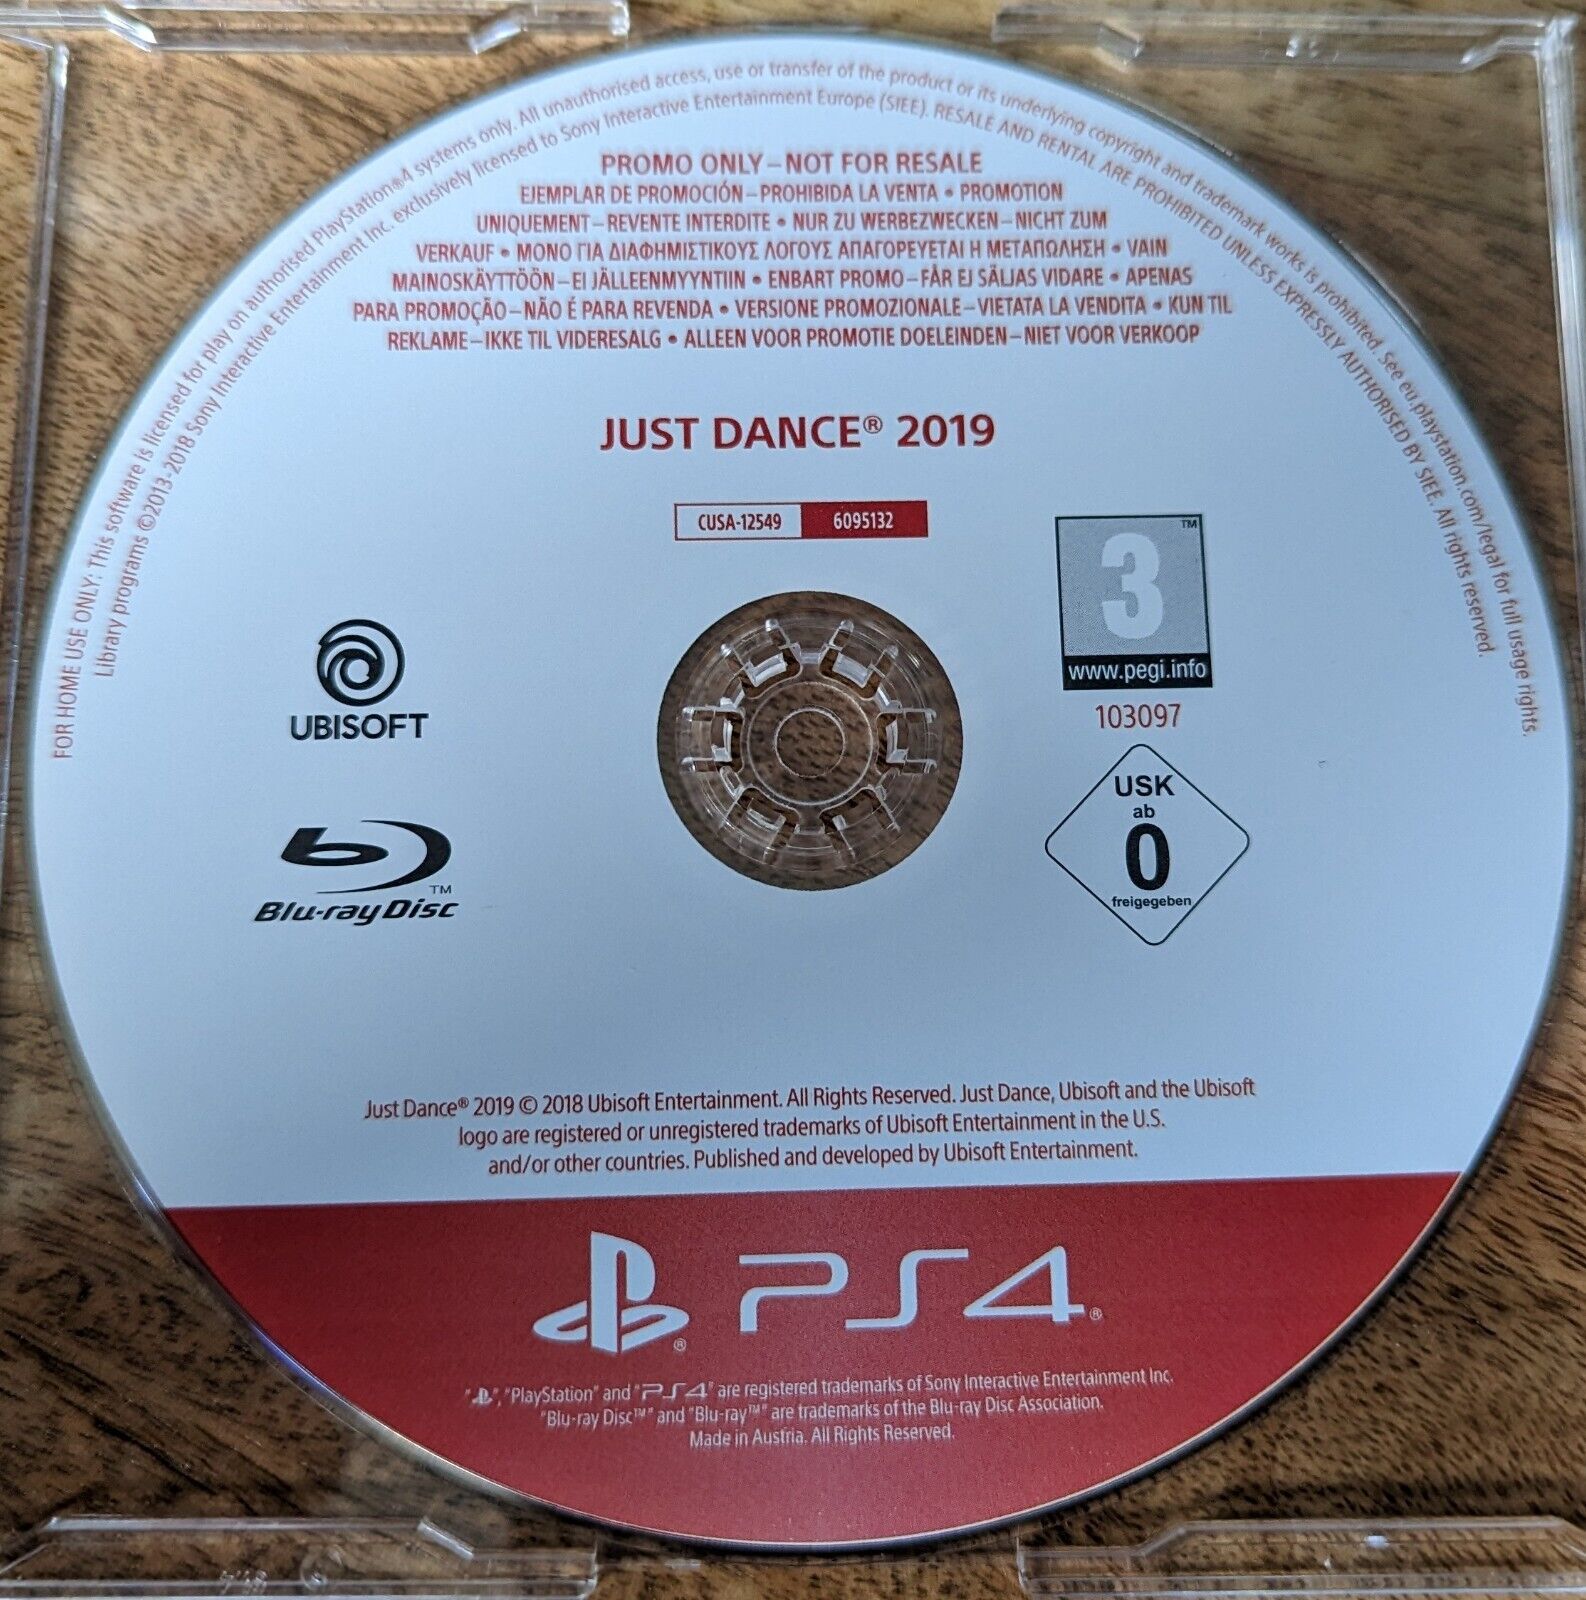 FOR HOME USE ONLY: This software is licensed for play on authorised PlayStation®4 systems only. All unauthorised access, use or transfer of the product or its underlying copyright and trademark works is prohibited. See eu.playstation.com/legal for full usage rights.
Library programs ©2013-2018 Sony Interactive Entertainment Inc. exclusively licensed to Sony Interactive Entertainment Europe (SIEE). RESALE AND RENTAL ARE PROHIBITED UNLESS EXPRESSLY AUTHORISED BY SIEE. All rights reserved.
PROMO ONLY – NOT FOR RESALE
EJEMPLAR DE PROMOCIÓN – PROHIBIDA LA VENTA • PROMOTION
UNIQUEMENT – REVENTE INTERDITE • NUR ZU WERBEZWECKEN – NICHT ZUM
VERKAUF • ΜΟΝΟ ΓΙΑ ΔΙΑΦΗΜΙΣΤΙΚΟΥΣ ΛΟΓΟΥΣ ΑΠΑΓΟΡΕΥΕΤΑΙ Η ΜΕΤΑΠΩΛΗΣΗ • VAIN
MAINOSKÄYTTÖÖN – EI JÄLLEENMYYNTIIN • ENBART PROMO – FÅR EJ SÄLJAS VIDARE • APENAS
PARA PROMOÇÃO – NÃO É PARA REVENDA • VERSIONE PROMOZIONALE – VIETATA LA VENDITA • KUN TIL
REKLAME – IKKE TIL VIDERESALG • ALLEEN VOOR PROMOTIE DOELEINDEN – NIET VOOR VERKOOP
JUST DANCE® 2019
CUSA-12549 6095132
3™
www.pegi.info
103097
UBISOFT
USK
ab
0
freigegeben
Blu-ray Disc™
Just Dance® 2019 © 2018 Ubisoft Entertainment. All Rights Reserved. Just Dance, Ubisoft and the Ubisoft
logo are registered or unregistered trademarks of Ubisoft Entertainment in the U.S.
and/or other countries. Published and developed by Ubisoft Entertainment.
® PS4®
"PS", "PlayStation" and "PS4" are registered trademarks of Sony Interactive Entertainment Inc.
"Blu-ray Disc™" and "Blu-ray™" are trademarks of the Blu-ray Disc Association.
Made in Austria. All Rights Reserved.